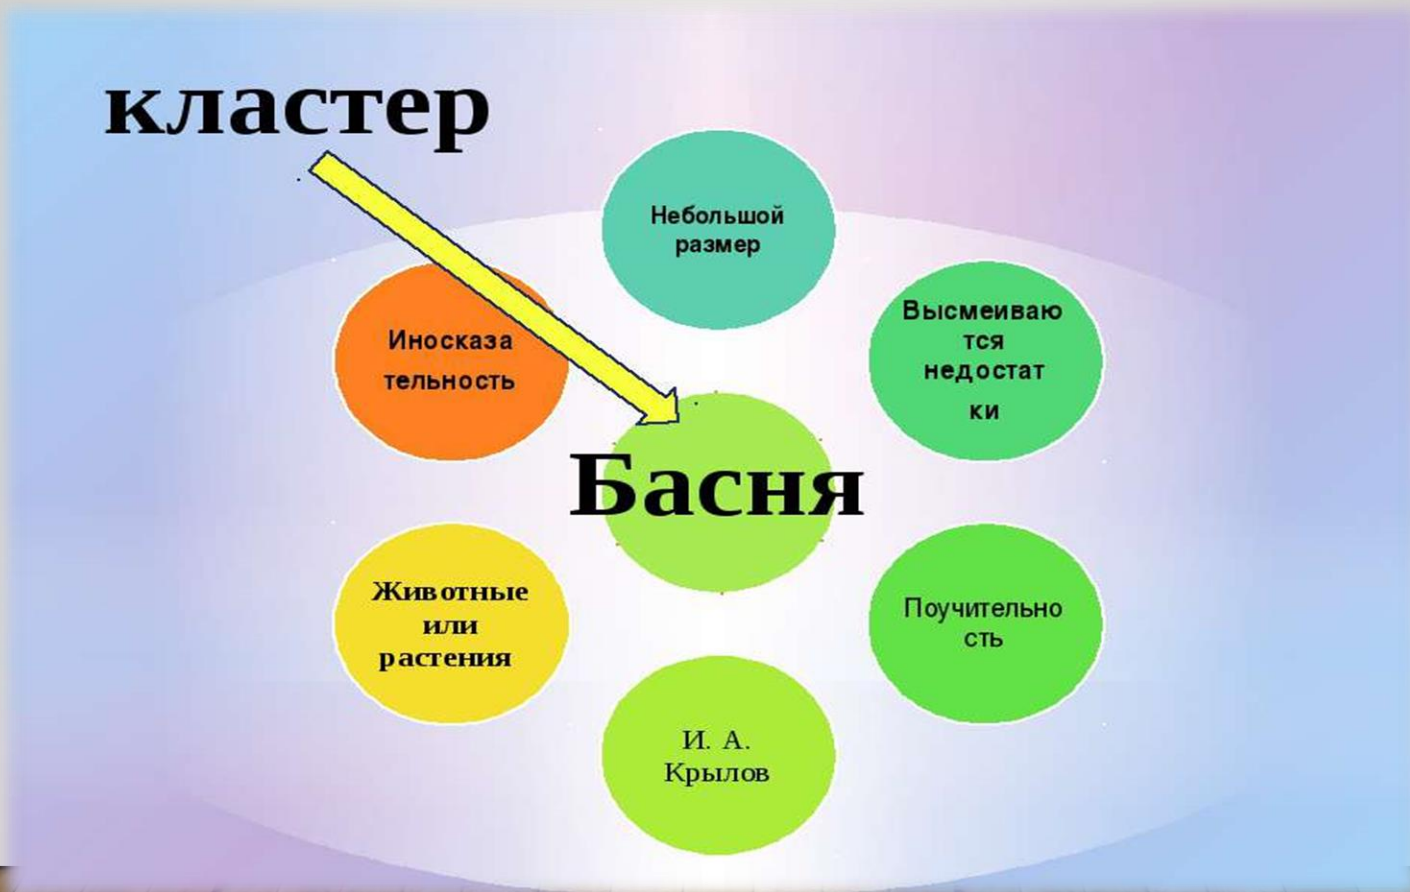 кластер
Небольшой
размер
Высмеиваю
тся
недостат
ки
Иносказа
тельность
Басня
Животные
или
растения
Поучительно
сть
И. А.
Крылов